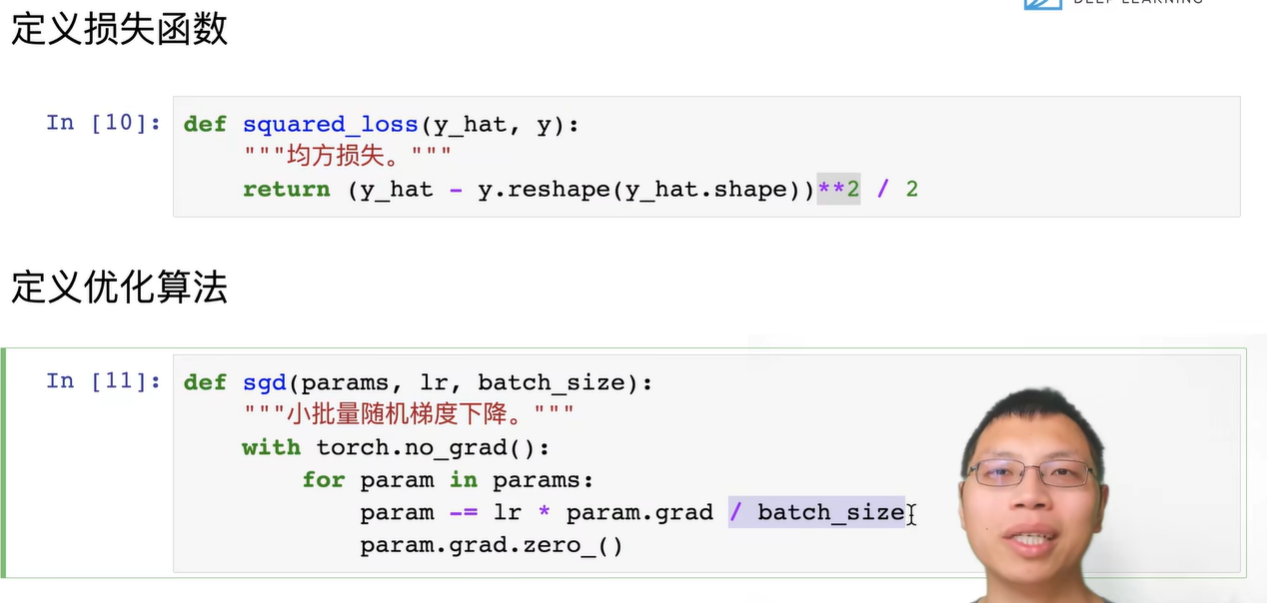 DEEP LEARNING
定义损失函数
In [10]: def squared_loss(y_hat, y):
"""均方损失。"""
return (y_hat - y.reshape(y_hat.shape))**2 / 2
定义优化算法
In [11]: def sgd(params, lr, batch_size):
"""小批量随机梯度下降。"""
with torch.no_grad():
for param in params:
param -= lr * param.grad / batch_size
param.grad.zero_()